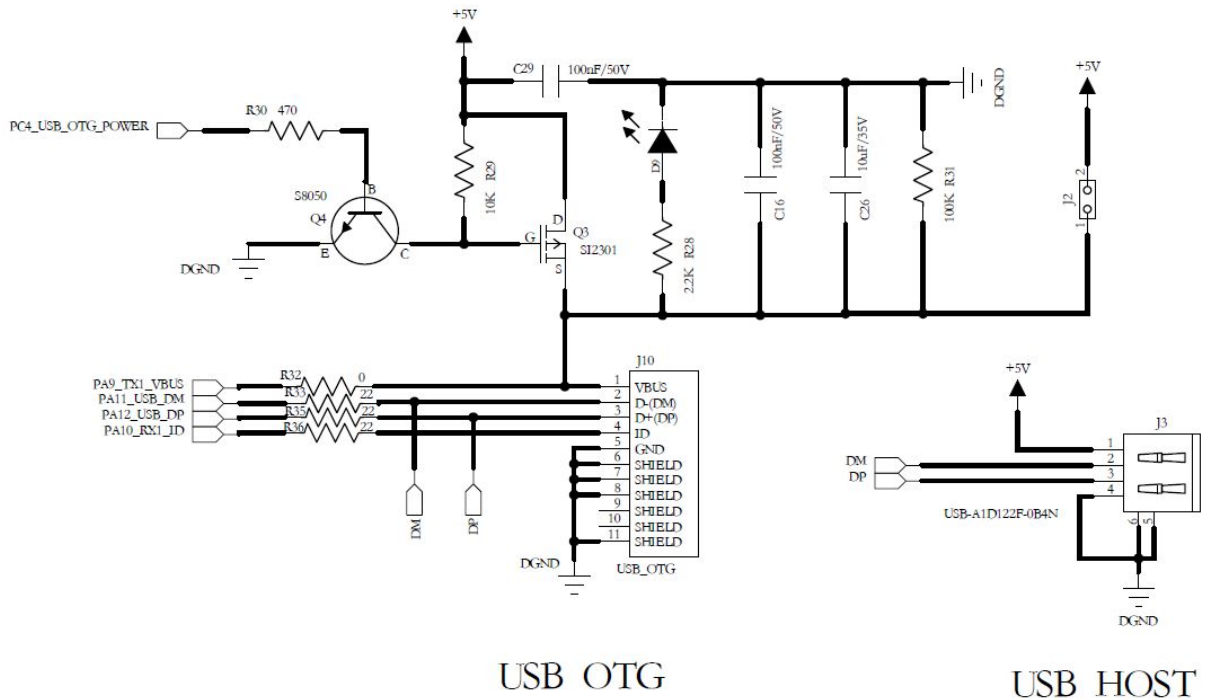 +5V
C29 100nF/50V
DGND
+5V
R30 470
PC4_USB_OTG_POWER
10K R29
D9
100nF/50V
C16
10uF/35V
C26
100K R31
2
J2
1
S8050
B
Q4
E
C
DGND
D
G
Q3
SI2301
S
2.2K R28
J10
PA9_TX1_VBUS R32 0 1 VBUS
PA11_USB_DM R33 22 2 D-(DM)
PA12_USB_DP R35 22 3 D+(DP)
PA10_RX1_ID R36 22 4 ID
5 GND
6 SHIELD
7 SHIELD
8 SHIELD
9 SHIELD
10 SHIELD
11 SHIELD
DM
DP
DGND
USB_OTG
+5V
J3
1
DM 2
DP 3
4
USB-A1D122F-0B4N
6
5
DGND
USB OTG
USB HOST